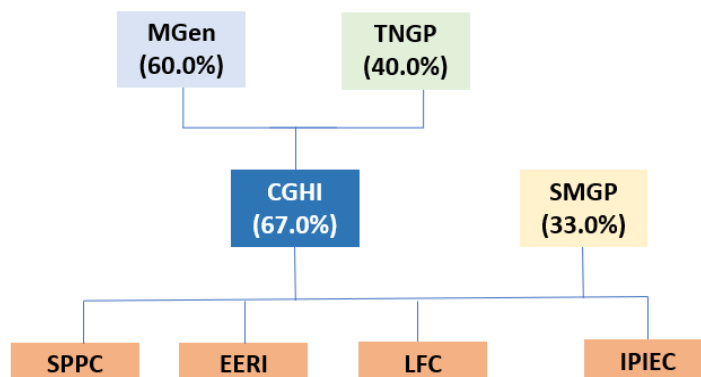 MGen
(60.0%)
TNGP
(40.0%)
CGHI
(67.0%)
SMGP
(33.0%)
SPPC
EERI
LFC
IPIEC